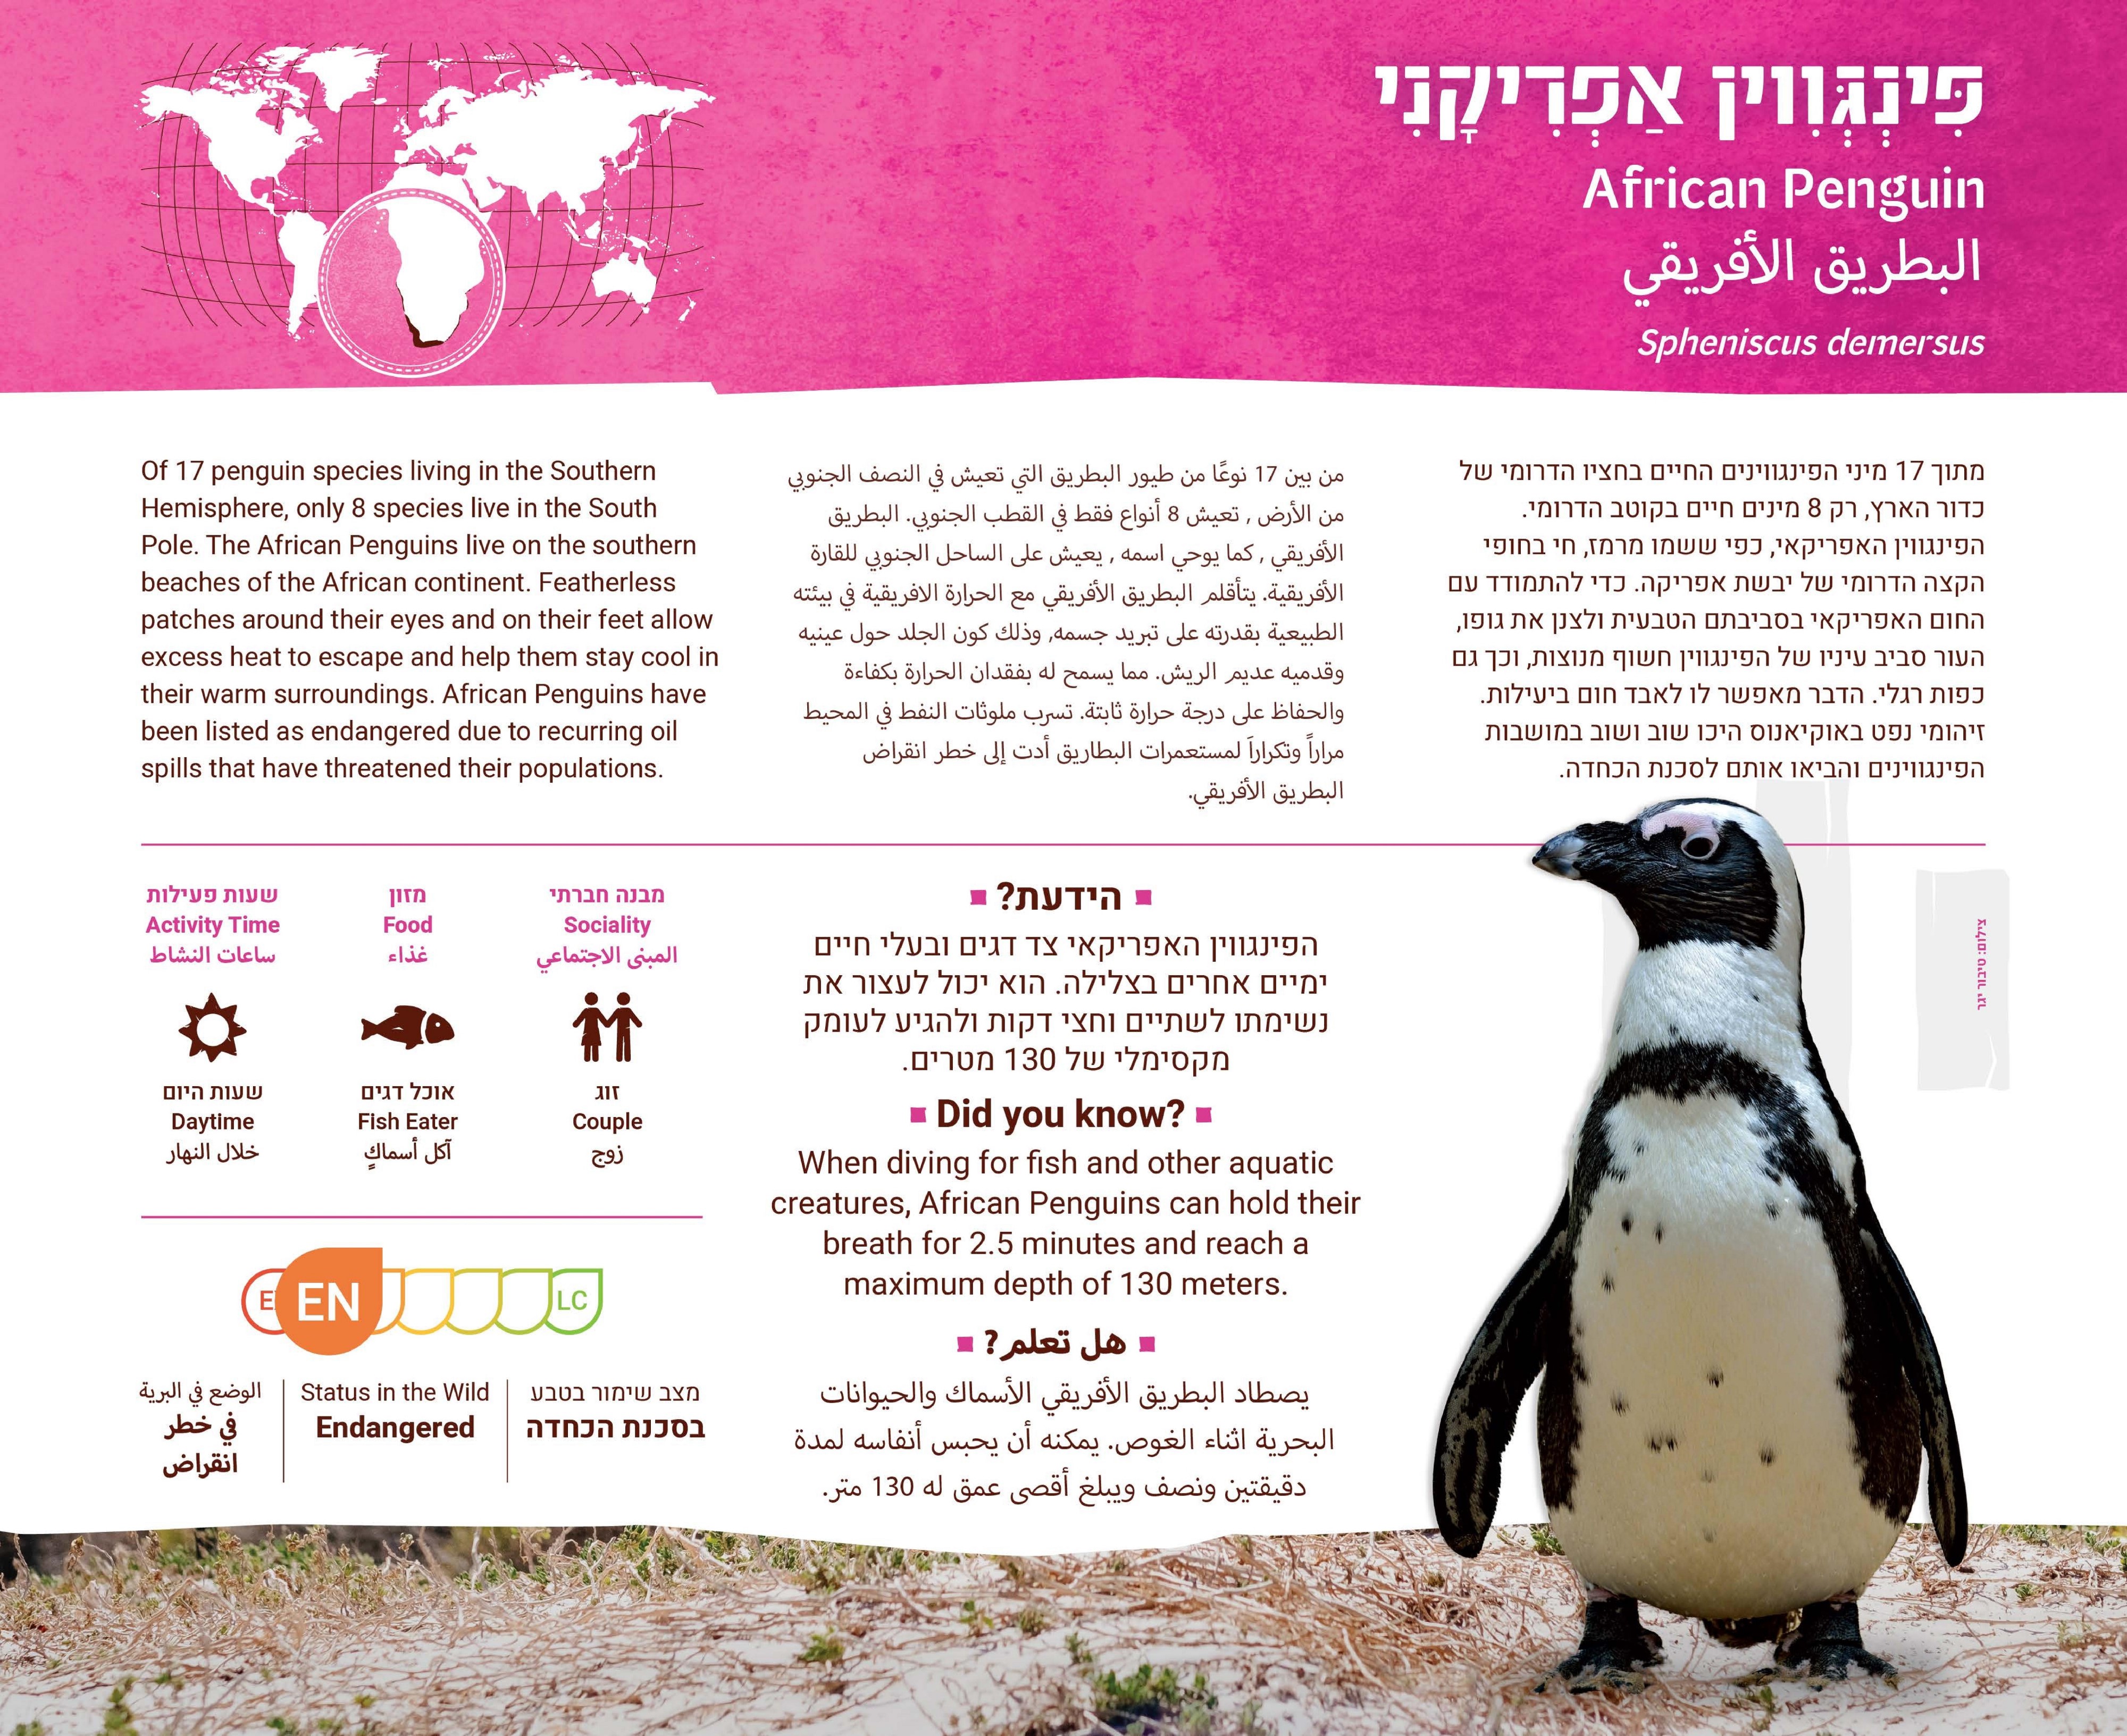 פִּינְגְּוִוין אַפְרִיקָנִי
African Penguin
البطريق الأفريقي
Spheniscus demersus
מתוך 17 מיני הפינגווינים החיים בחציו הדרומי של
כדור הארץ, רק 8 מינים חיים בקוטב הדרומי.
הפינגווין האפריקאי, כפי ששמו מרמז, חי בחופי
הקצה הדרומי של יבשת אפריקה. כדי להתמודד עם
החום האפריקאי בסביבתם הטבעית ולצנן את גופו,
העור סביב עיניו של הפינגווין חשוף מנוצות, וכך גם
כפות רגלי. הדבר מאפשר לו לאבד חום ביעילות.
זיהומי נפט באוקיאנוס היכו שוב ושוב במושבות
הפינגווינים והביאו אותם לסכנת הכחדה.
من بين 17 نوعًا من طيور البطريق التي تعيش في النصف الجنوبي
من الأرض , تعيش 8 أنواع فقط في القطب الجنوبي. البطريق
الأفريقي , كما يوحي اسمه , يعيش على الساحل الجنوبي للقارة
الأفريقية. يتأقلم البطريق الأفريقي مع الحرارة الافريقية في بيئته
الطبيعية بقدرته على تبريد جسمه, وذلك كون الجلد حول عينيه
وقدميه عديم الريش. مما يسمح له بفقدان الحرارة بكفاءة
والحفاظ على درجة حرارة ثابتة. تسرب ملوثات النفط في المحيط
مراراً وتكراراَ لمستعمرات البطاريق أدت إلى خطر انقراض
البطريق الأفريقي.
Of 17 penguin species living in the Southern
Hemisphere, only 8 species live in the South
Pole. The African Penguins live on the southern
beaches of the African continent. Featherless
patches around their eyes and on their feet allow
excess heat to escape and help them stay cool in
their warm surroundings. African Penguins have
been listed as endangered due to recurring oil
spills that have threatened their populations.
צילום: טיבור יגר
הידעת?
הפינגווין האפריקאי צד דגים ובעלי חיים
ימיים אחרים בצלילה. הוא יכול לעצור את
נשימתו לשתיים וחצי דקות ולהגיע לעומק
מקסימלי של 130 מטרים.
Did you know?
When diving for fish and other aquatic
creatures, African Penguins can hold their
breath for 2.5 minutes and reach a
maximum depth of 130 meters.
هل تعلم?
يصطاد البطريق الأفريقي الأسماك والحيوانات
البحرية اثناء الغوص. يمكنه أن يحبس أنفاسه لمدة
دقيقتين ونصف ويبلغ أقصى عمق له 130 متر.
מבנה חברתי
Sociality
المبنى الاجتماعي
זוג
Couple
زوج
מזון
Food
غذاء
אוכל דגים
Fish Eater
آكل أسماكٍ
שעות פעילות
Activity Time
ساعات النشاط
שעות היום
Daytime
خلال النهار
E EN LC
מצב שימור בטבע
בסכנת הכחדה
Status in the Wild
Endangered
الوضع في البرية
في خطر
انقراض